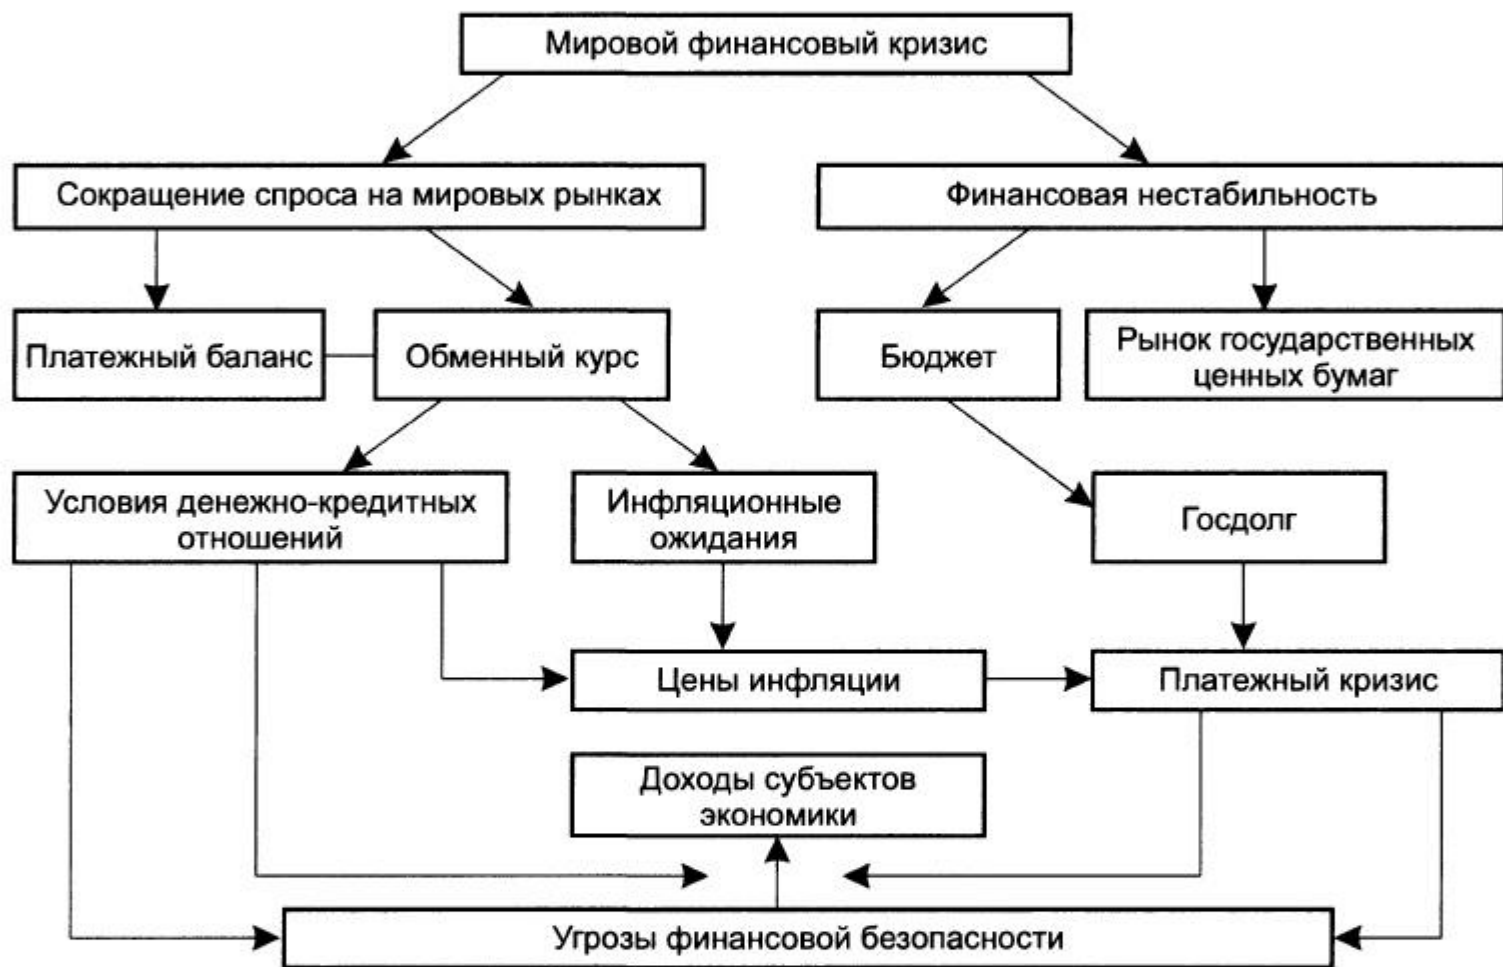 Мировой финансовый кризис
Сокращение спроса на мировых рынках
Финансовая нестабильность
Платежный баланс
Обменный курс
Бюджет
Рынок государственных
ценных бумаг
Условия денежно-кредитных
отношений
Инфляционные
ожидания
Госдолг
Цены инфляции
Платежный кризис
Доходы субъектов
экономики
Угрозы финансовой безопасности